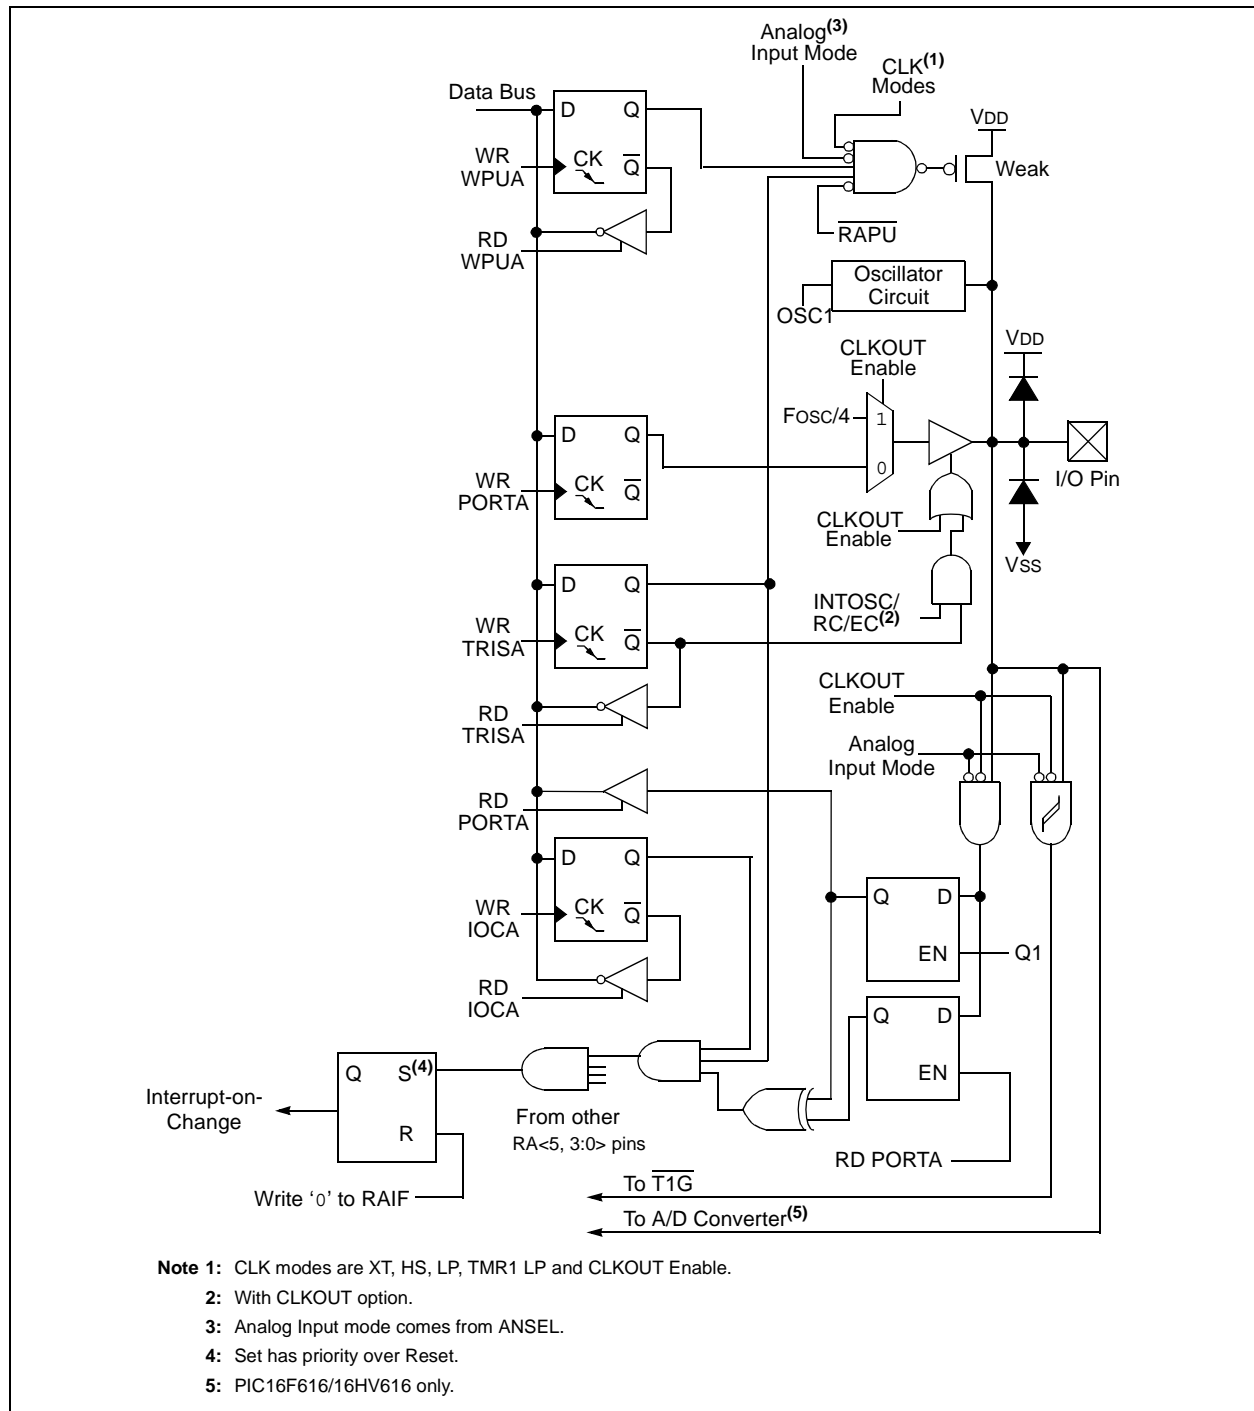 Analog(3)
Input Mode
CLK(1)
Modes
Data Bus
VDD
D Q
WR
WPUA
CK
Q
Weak
RD
WPUA
RAPU
Oscillator
Circuit
OSC1
CLKOUT
Enable
VDD
FOSC/4
1
0
D Q
WR
PORTA
CK
Q
I/O Pin
CLKOUT
Enable
VSS
D Q
INTOSC/
RC/EC(2)
WR
TRISA
CK
Q
CLKOUT
Enable
RD
TRISA
Analog
Input Mode
RD
PORTA
D Q
Q D
WR
IOCA
CK
Q
EN
Q1
RD
IOCA
Q D
EN
Q S(4)
R
Interrupt-on-
Change
From other
RA<5, 3:0> pins
RD PORTA
Write ‘0’ to RAIF
To T1G
To A/D Converter(5)
Note 1: CLK modes are XT, HS, LP, TMR1 LP and CLKOUT Enable.
2: With CLKOUT option.
3: Analog Input mode comes from ANSEL.
4: Set has priority over Reset.
5: PIC16F616/16HV616 only.